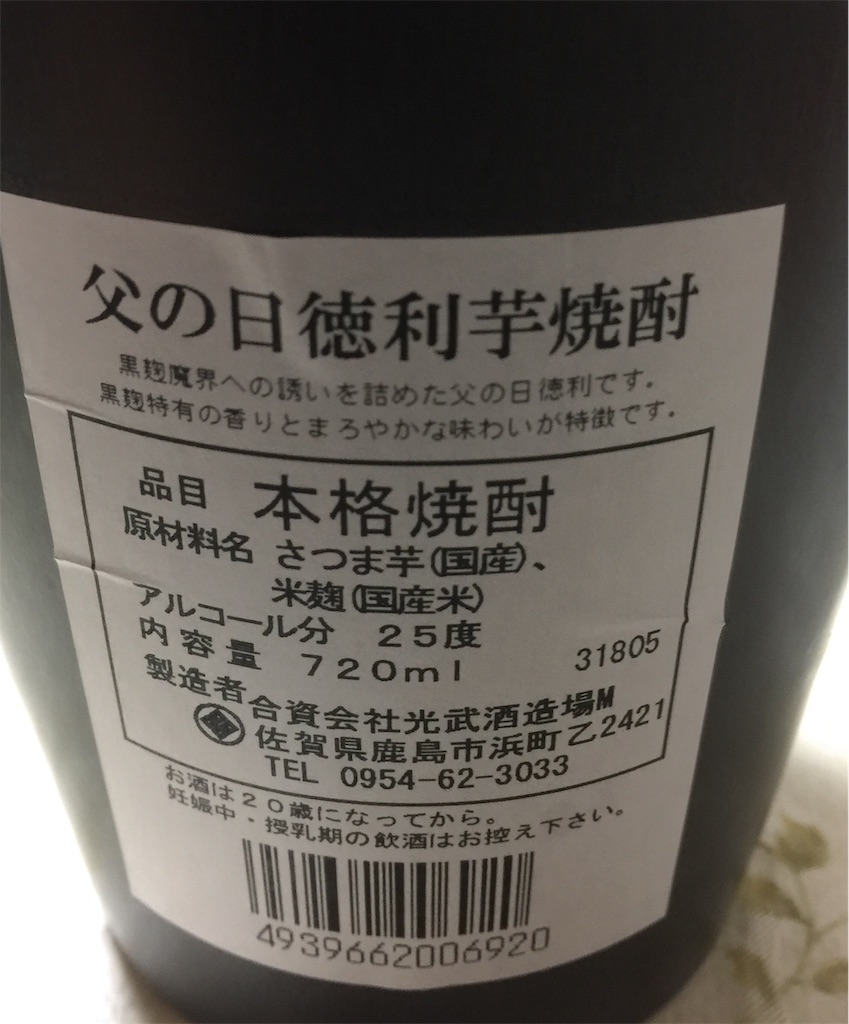 父の日徳利芋焼酎
黒麹魔界への誘いを詰めた父の日徳利です。
黒麹特有の香りとまろやかな味わいが特徴です。
品目 本格焼酎
原材料名 さつま芋(国産)、
米麹(国産米)
アルコール分 25度
内容量 720ml
31805
製造者 合資会社光武酒造場M
佐賀県鹿島市浜町乙2421
TEL 0954-62-3033
お酒は20歳になってから。
妊娠中・授乳期の飲酒はお控え下さい。
4939662006920